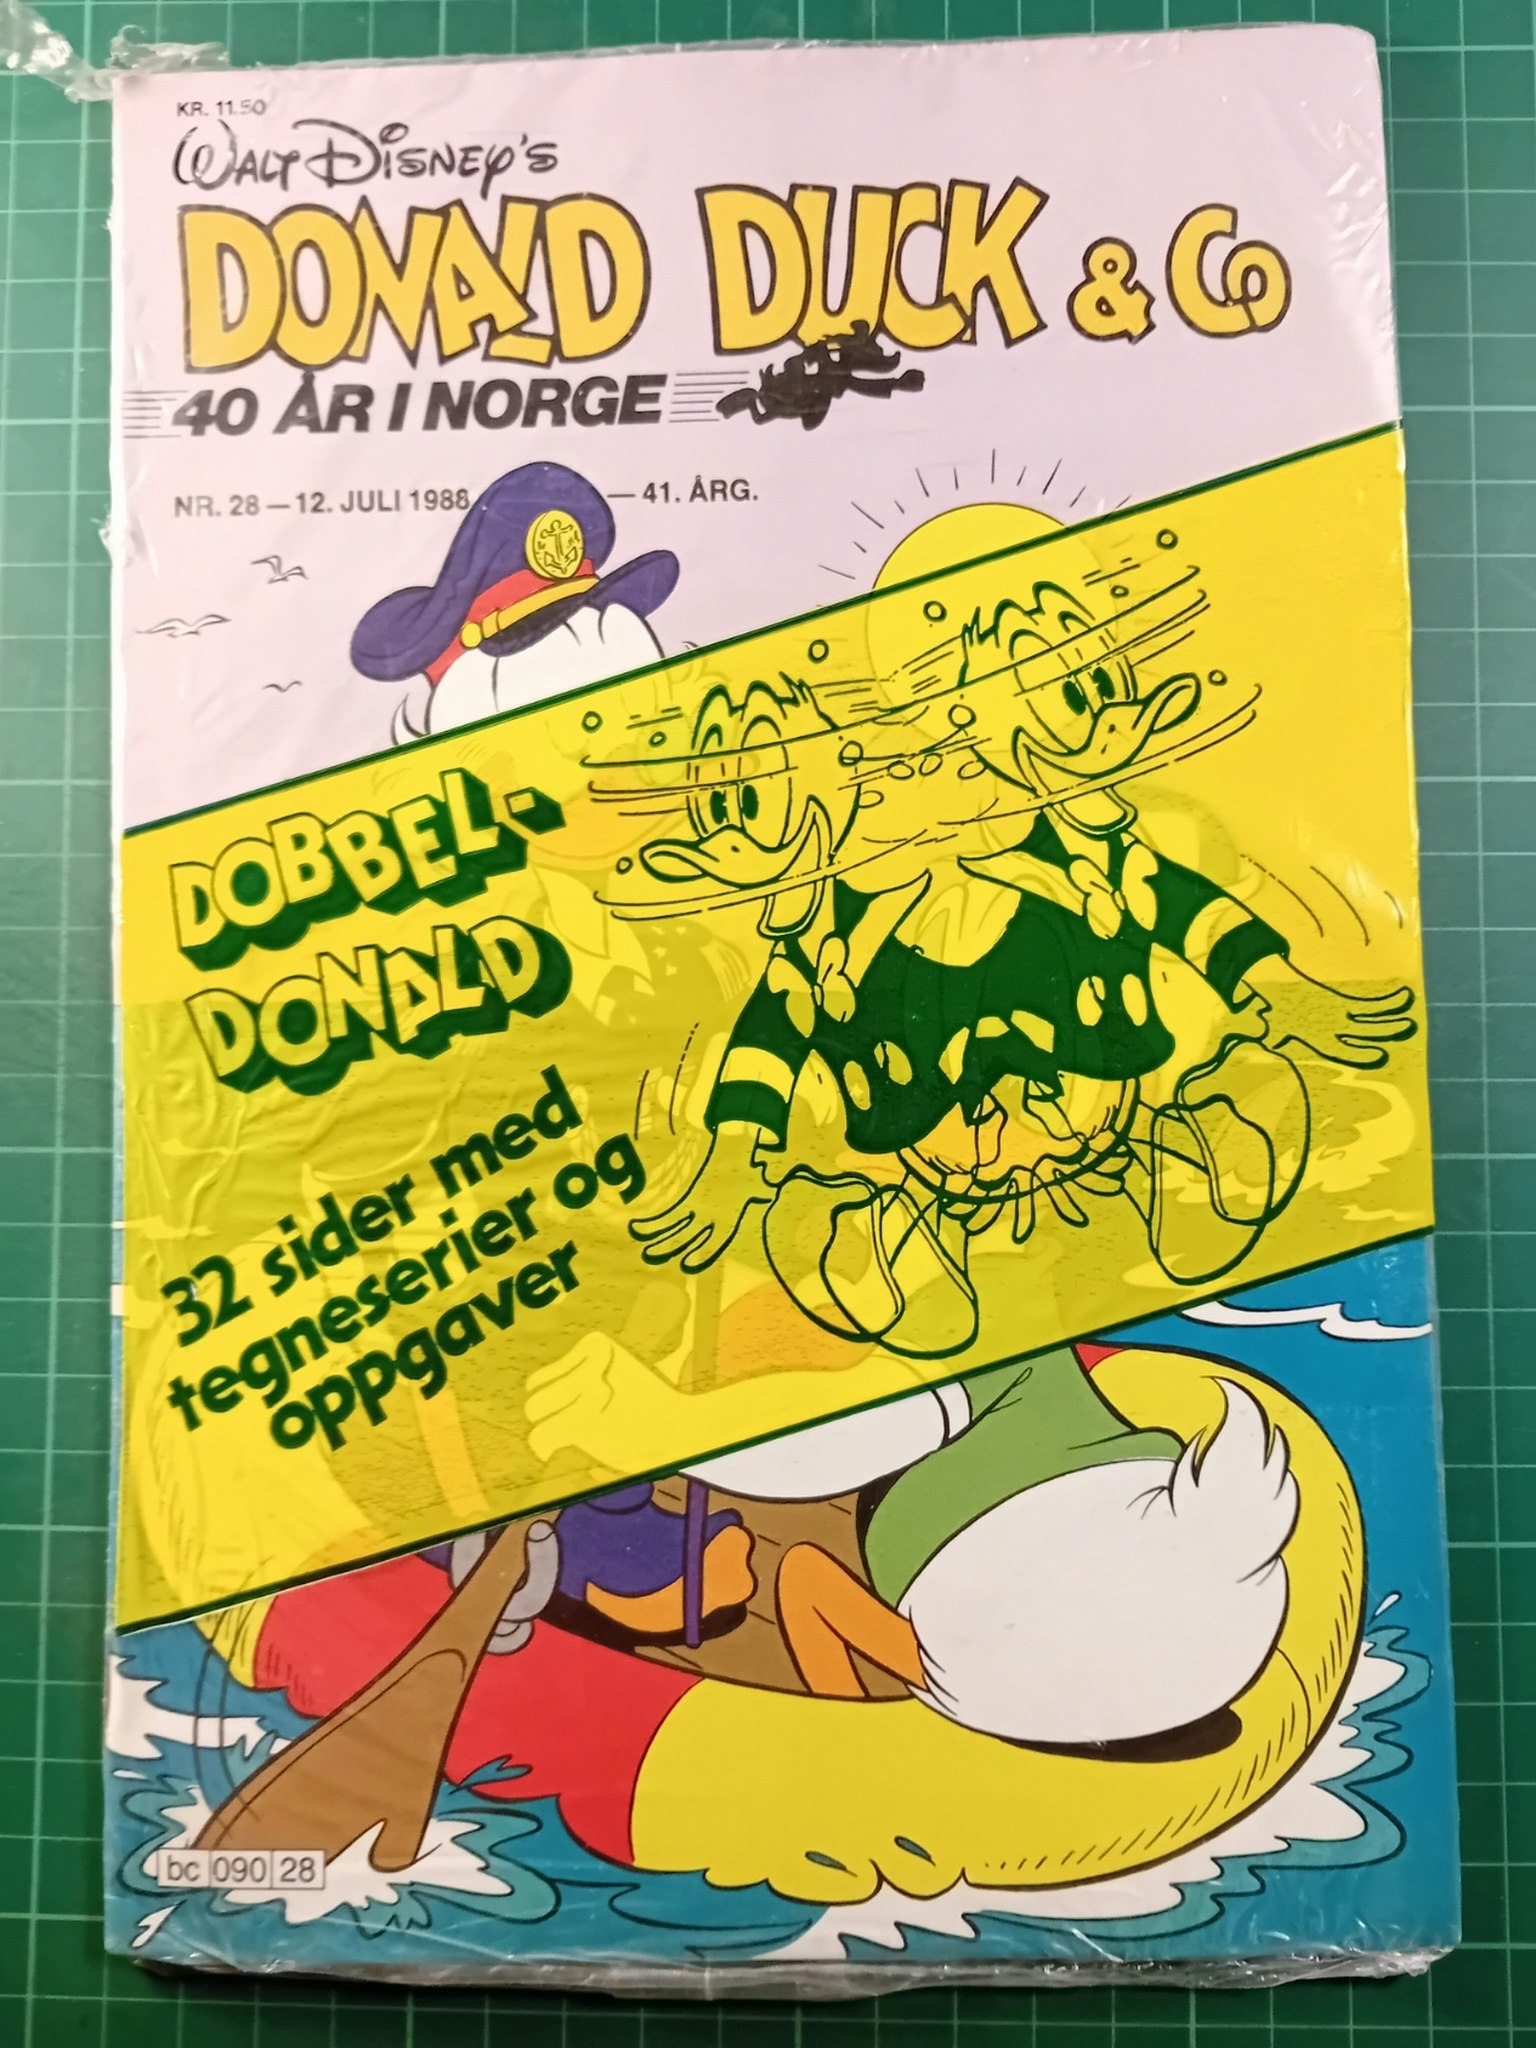 KR. 11.50
WALT DISNEY'S
DONALD DUCK & CO
40 ÅR I NORGE
NR. 28 – 12. JULI 1988 – 41. ÅRG.
DOBBEL-
DONALD
32 sider med
tegneserier og
oppgaver
bc 090 28